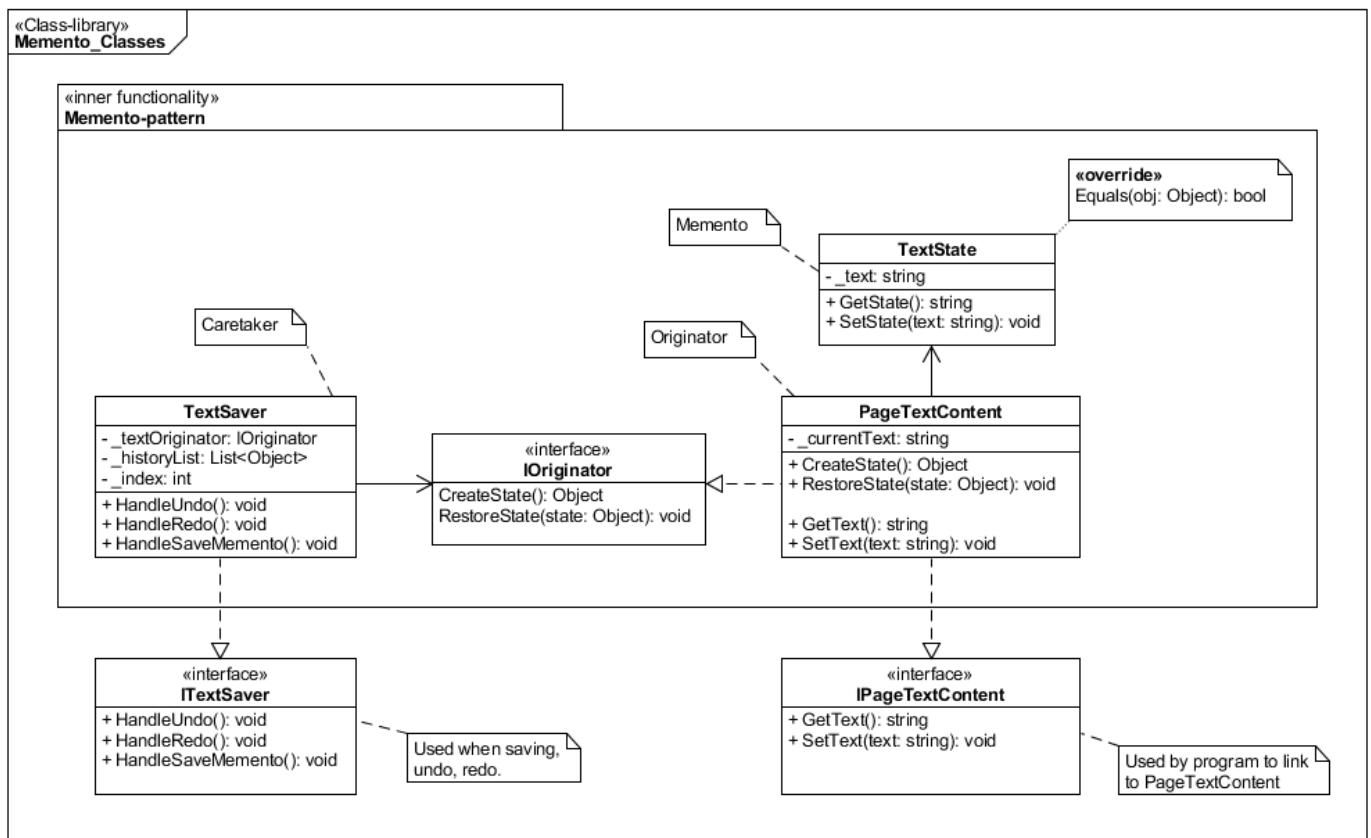 «Class-library»
Memento_Classes
«inner functionality»
Memento-pattern
«override»
Equals(obj: Object): bool
Memento
TextState
- _text: string
+ GetState(): string
+ SetState(text: string): void
Caretaker
Originator
TextSaver
- _textOriginator: IOriginator
- _historyList: List<Object>
- _index: int
+ HandleUndo(): void
+ HandleRedo(): void
+ HandleSaveMemento(): void
«interface»
IOriginator
CreateState(): Object
RestoreState(state: Object): void
PageTextContent
- _currentText: string
+ CreateState(): Object
+ RestoreState(state: Object): void
+ GetText(): string
+ SetText(text: string): void
«interface»
ITextSaver
+ HandleUndo(): void
+ HandleRedo(): void
+ HandleSaveMemento(): void
Used when saving,
undo, redo.
«interface»
IPageTextContent
+ GetText(): string
+ SetText(text: string): void
Used by program to link
to PageTextContent